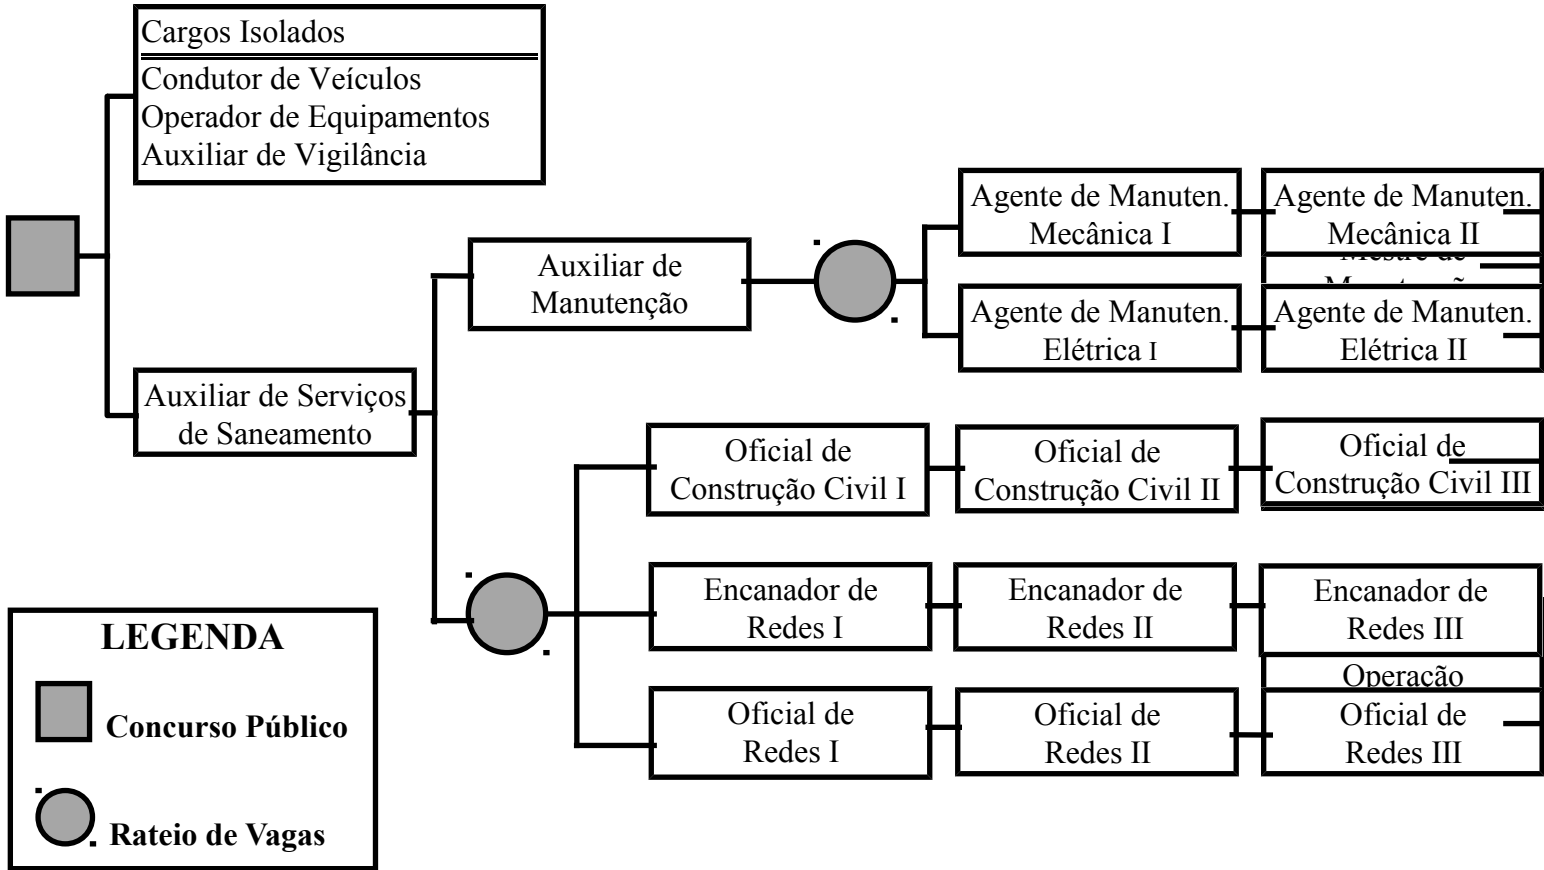 Cargos Isolados
Condutor de Veículos
Operador de Equipamentos
Auxiliar de Vigilância
Auxiliar de
Manutenção
Agente de Manuten.
Mecânica I
Agente de Manuten.
Mecânica II
Agente de Manuten.
Elétrica I
Agente de Manuten.
Elétrica II
Auxiliar de Serviços
de Saneamento
Oficial de
Construção Civil I
Oficial de
Construção Civil II
Oficial de
Construção Civil III
Encanador de
Redes I
Encanador de
Redes II
Encanador de
Redes III
Operação
Oficial de
Redes I
Oficial de
Redes II
Oficial de
Redes III
LEGENDA
Concurso Público
Rateio de Vagas